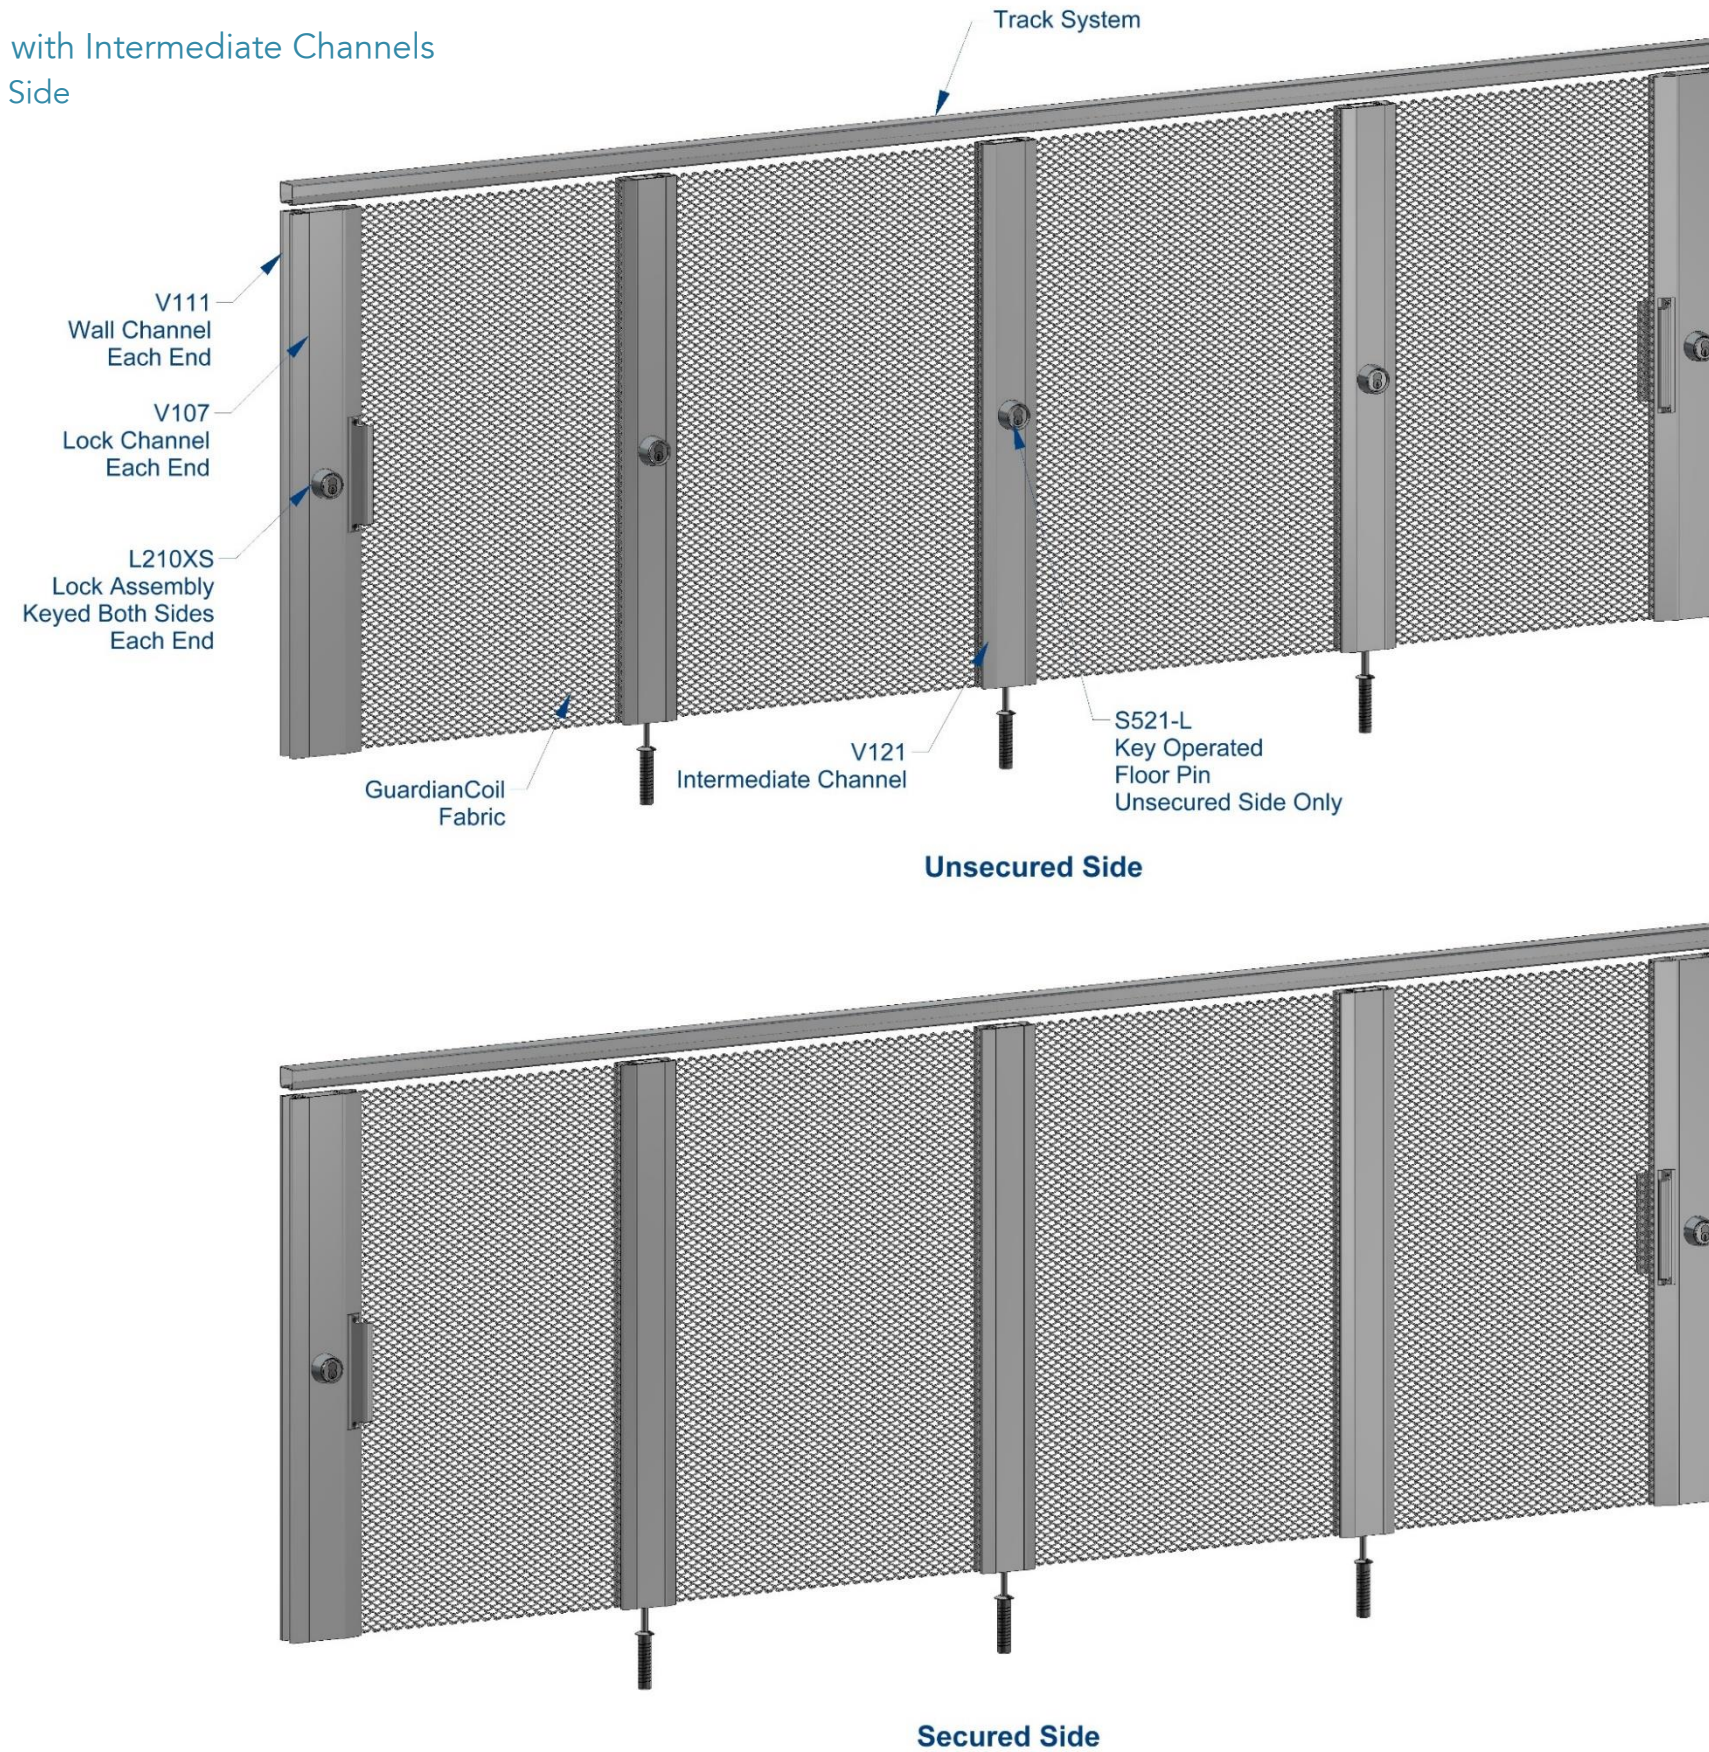 with Intermediate Channels
Side
Track System
V111
Wall Channel
Each End
V107
Lock Channel
Each End
L210XS
Lock Assembly
Keyed Both Sides
Each End
GuardianCoil
Fabric
V121
Intermediate Channel
S521-L
Key Operated
Floor Pin
Unsecured Side Only
Unsecured Side
Secured Side